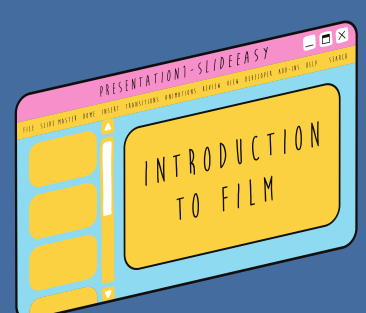 PRESENTATION1-SLIDEEASY
FILE SLIDE MASTER HOME INSERT TRANSITIONS ANIMATIONS REVIEW VIEW DEVELOPER ADD-INS HELP SEARCH
INTRODUCTION
TO FILM